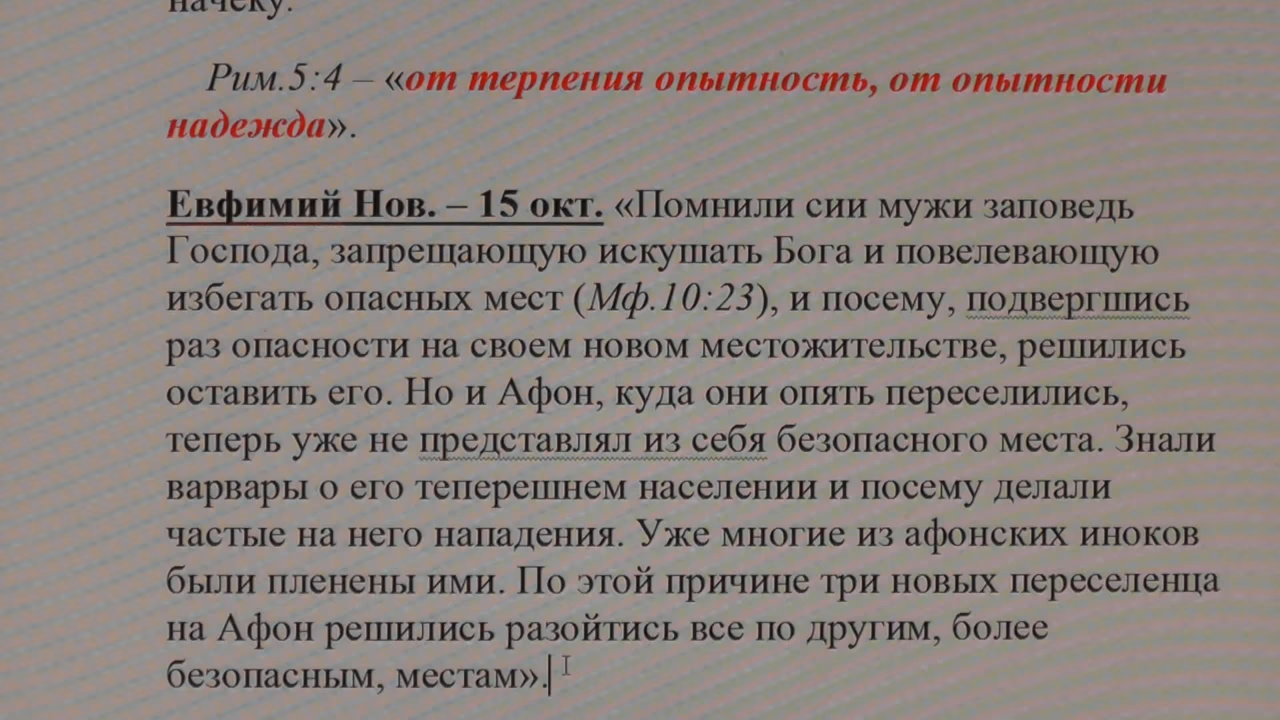 начеку.
Рим.5:4 – «от терпения опытность, от опытности
надежда».
Евфимий Нов. – 15 окт. «Помнили сии мужи заповедь
Господа, запрещающую искушать Бога и повелевающую
избегать опасных мест (Мф.10:23), и посему, подвергшись
раз опасности на своем новом местожительстве, решились
оставить его. Но и Афон, куда они опять переселились,
теперь уже не представлял из себя безопасного места. Знали
варвары о его теперешнем населении и посему делали
частые на него нападения. Уже многие из афонских иноков
были пленены ими. По этой причине три новых переселенца
на Афон решились разойтись все по другим, более
безопасным, местам».